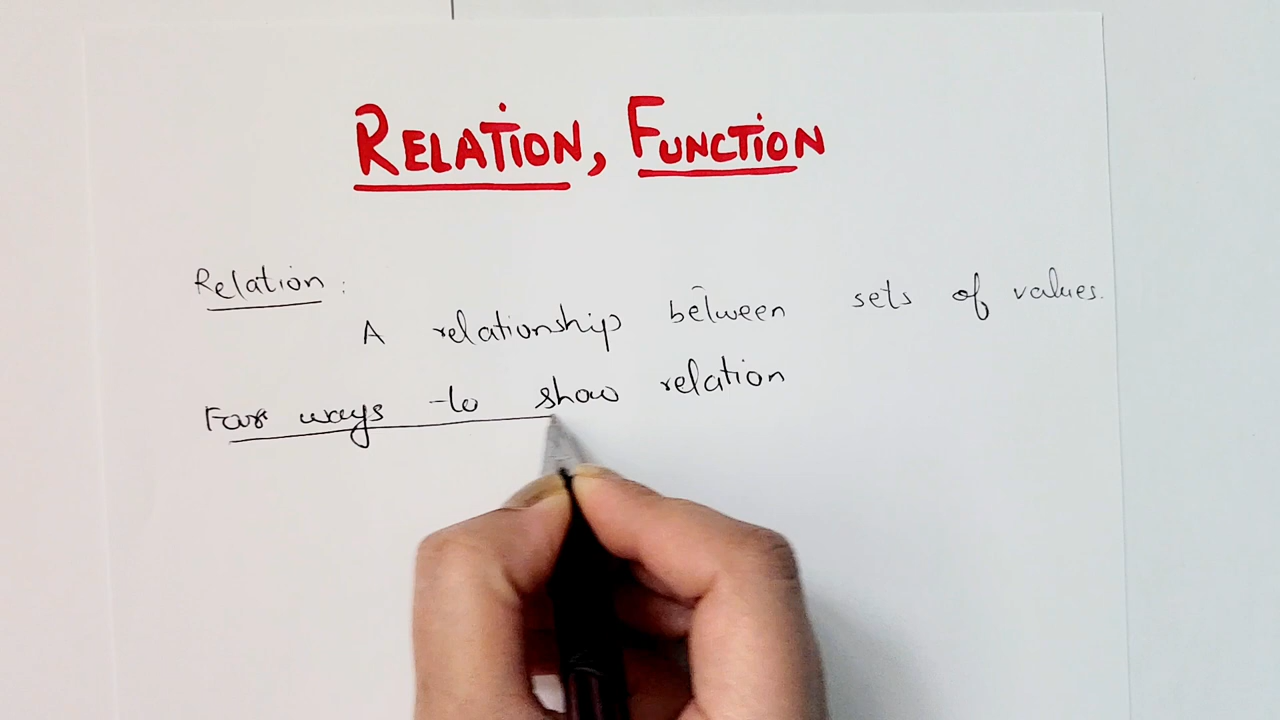 RELATION, FUNCTION
Relation :
A relationship between sets of values.
Four ways to show relation